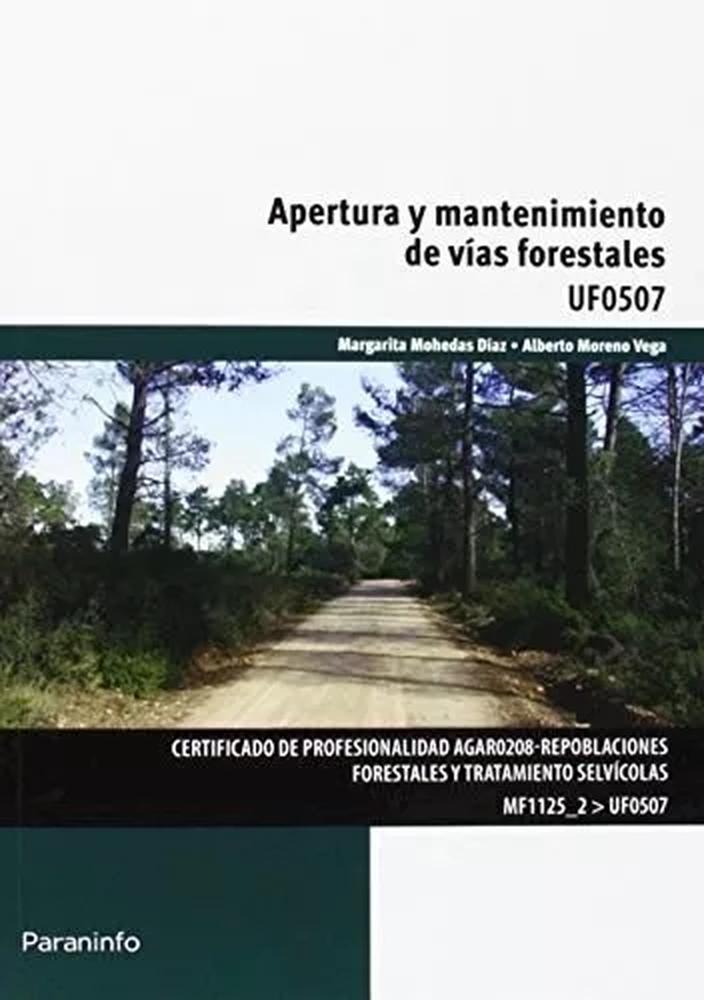 Apertura y mantenimiento
de vías forestales
UF0507
Margarita Mohedas Díaz • Alberto Moreno Vega
CERTIFICADO DE PROFESIONALIDAD AGAR0208-REPOBLACIONES
FORESTALES Y TRATAMIENTO SELVÍCOLAS
MF1125_2 > UF0507
Paraninfo